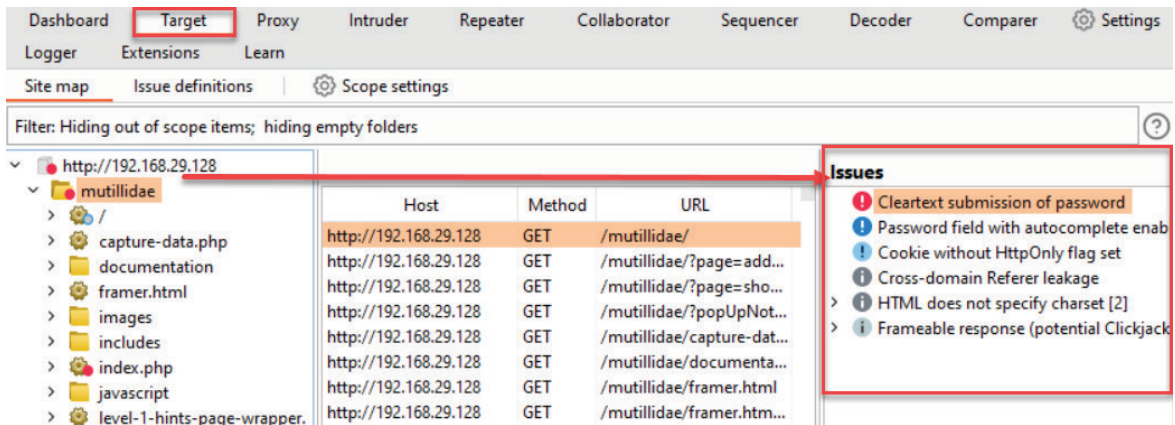 Dashboard Target Proxy Intruder Repeater Collaborator Sequencer Decoder Comparer Settings
Logger Extensions Learn
Site map Issue definitions Scope settings
Filter: Hiding out of scope items; hiding empty folders
http://192.168.29.128
mutillidae
/
capture-data.php
documentation
framer.html
images
includes
index.php
javascript
level-1-hints-page-wrapper.
Host Method URL
http://192.168.29.128 GET /mutillidae/
http://192.168.29.128 GET /mutillidae/?page=add...
http://192.168.29.128 GET /mutillidae/?page=sho...
http://192.168.29.128 GET /mutillidae/?popUpNot...
http://192.168.29.128 GET /mutillidae/capture-dat...
http://192.168.29.128 GET /mutillidae/documenta...
http://192.168.29.128 GET /mutillidae/framer.html
http://192.168.29.128 GET /mutillidae/framer.htm...
Issues
Cleartext submission of password
Password field with autocomplete enab
Cookie without HttpOnly flag set
Cross-domain Referer leakage
HTML does not specify charset [2]
Frameable response (potential Clickjack